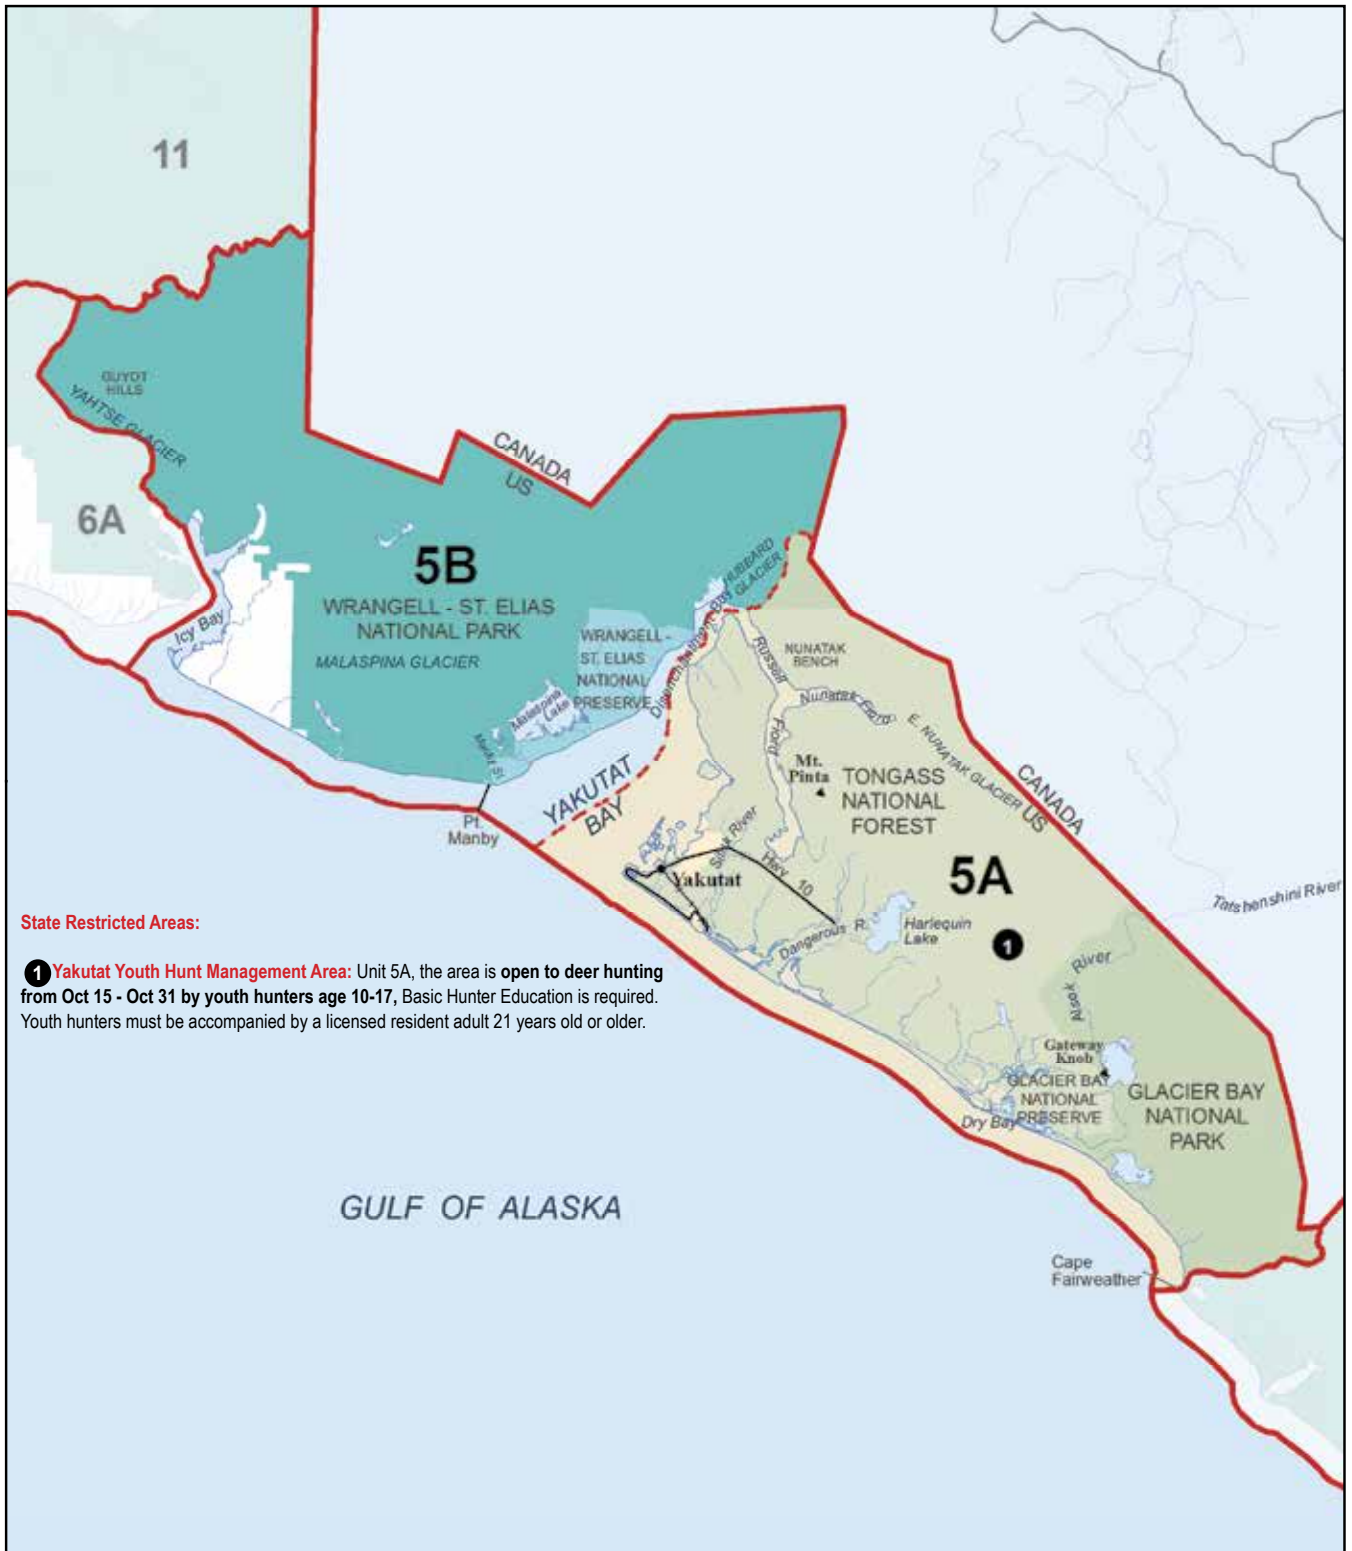 11
GUYOT
HILLS
YAHTSE GLACIER
CANADA
US
6A
5B
WRANGELL - ST. ELIAS
NATIONAL PARK
MALASPINA GLACIER
Icy Bay
HUBBARD
GLACIER
Disenchantment Bay
WRANGELL -
ST. ELIAS
NATIONAL
PRESERVE
Malaspina
Lake
Russell
Fiord
NUNATAK
BENCH
Nunatak Fiord
E. NUNATAK GLACIER
CANADA
US
YAKUTAT
BAY
Pt.
Manby
Mt.
Pinta
TONGASS
NATIONAL
FOREST
Situk River
Hwy 10
Yakutat
5A
1
Dangerous R.
Harlequin
Lake
Tatshenshini River
Alsek River
State Restricted Areas:
1 Yakutat Youth Hunt Management Area: Unit 5A, the area is open to deer hunting
from Oct 15 - Oct 31 by youth hunters age 10-17, Basic Hunter Education is required.
Youth hunters must be accompanied by a licensed resident adult 21 years old or older.
Gateway
Knob
GLACIER BAY
NATIONAL
PRESERVE
Dry Bay
GLACIER BAY
NATIONAL
PARK
GULF OF ALASKA
Cape
Fairweather